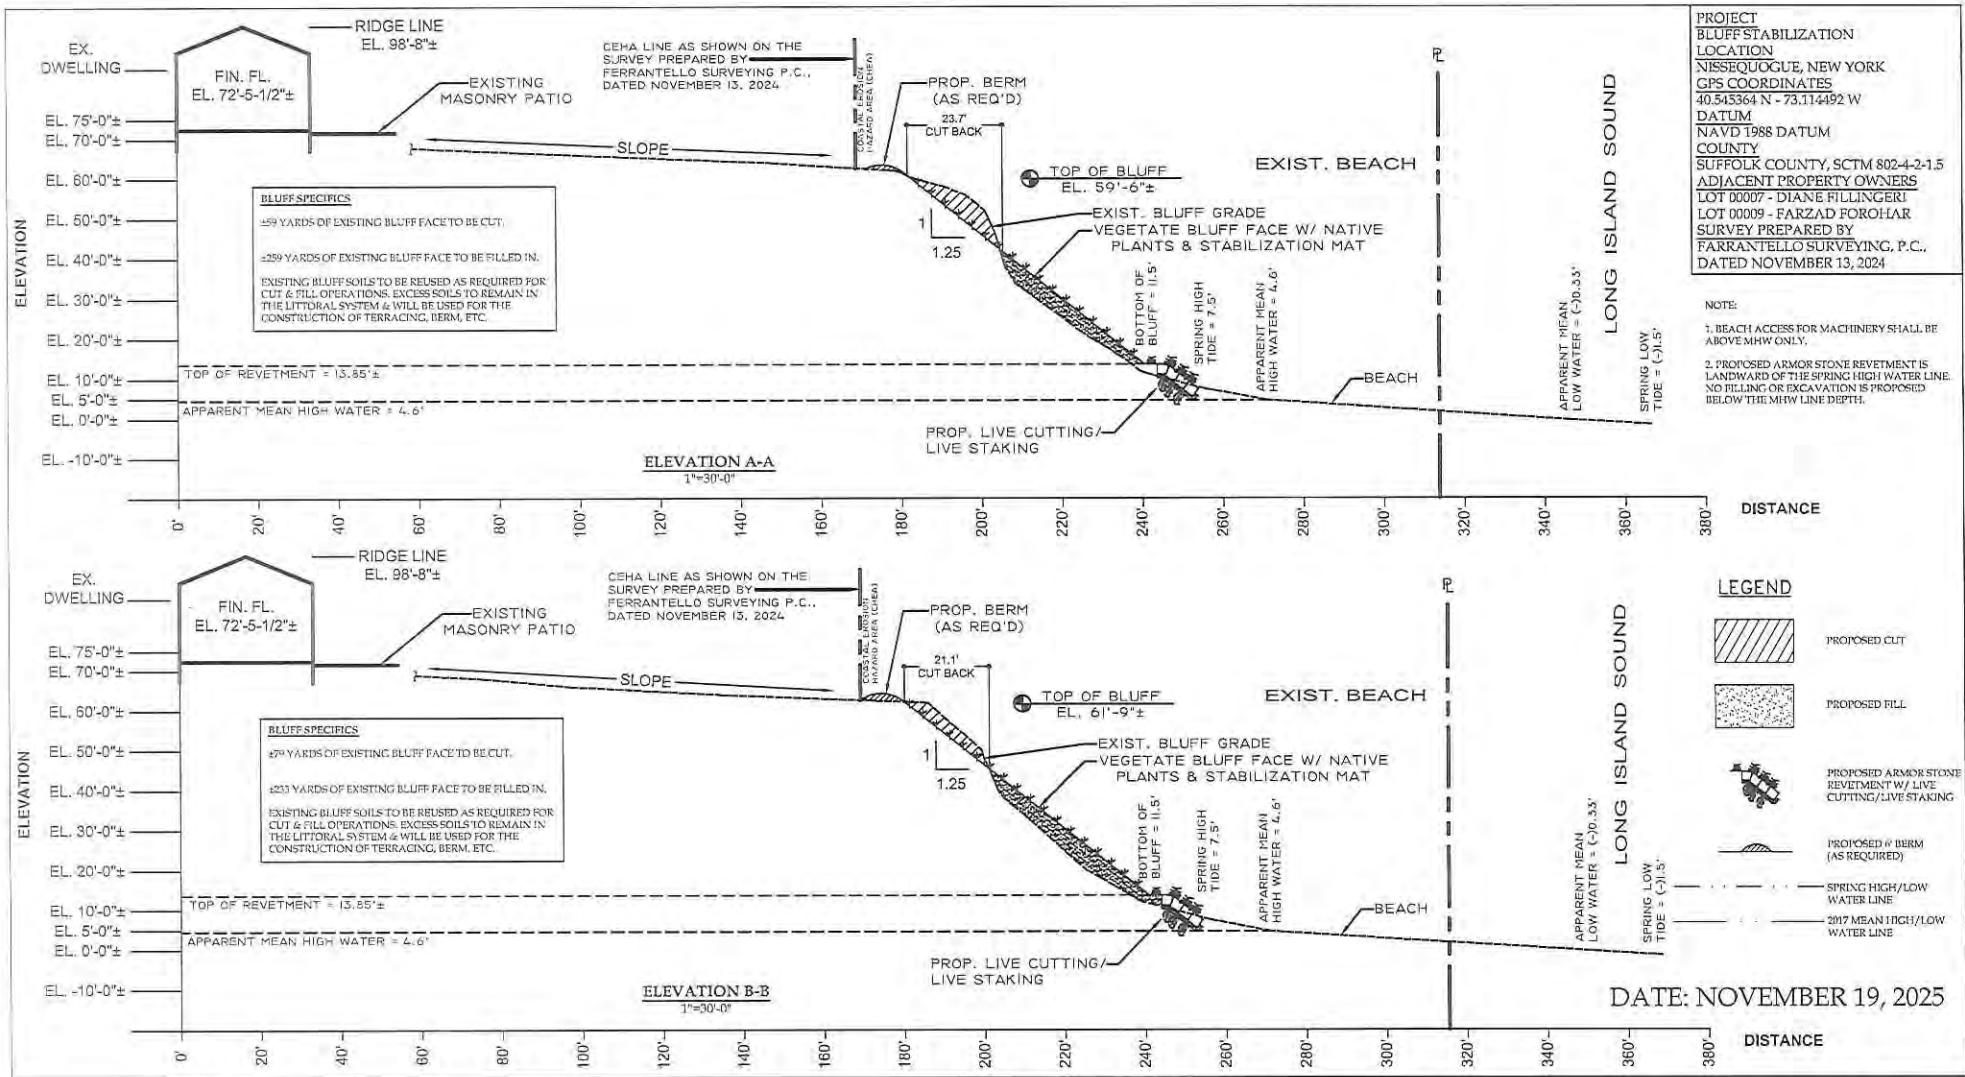 RIDGE LINE
EL. 98'-8"±
EX.
DWELLING
FIN. FL.
EL. 72'-5-1/2"±
EXISTING
MASONRY PATIO
CEHA LINE AS SHOWN ON THE
SURVEY PREPARED BY
FERRANTELLO SURVEYING P.C.,
DATED NOVEMBER 13, 2024
COASTAL EROSION
HAZARD AREA (CHEA)
PROP. BERM
(AS REQ'D)
23.7'
CUT BACK
SLOPE
EL. 75'-0"±
EL. 70'-0"±
EL. 60'-0"±
EL. 50'-0"±
EL. 40'-0"±
EL. 30'-0"±
EL. 20'-0"±
EL. 10'-0"±
EL. 5'-0"±
EL. 0'-0"±
EL. -10'-0"±
ELEVATION
BLUFF SPECIFICS
±59 YARDS OF EXISTING BLUFF FACE TO BE CUT.
±259 YARDS OF EXISTING BLUFF FACE TO BE FILLED IN.
EXISTING BLUFF SOILS TO BE REUSED AS REQUIRED FOR
CUT & FILL OPERATIONS. EXCESS SOILS TO REMAIN IN
THE LITTORAL SYSTEM & WILL BE USED FOR THE
CONSTRUCTION OF TERRACING, BERM, ETC.
TOP OF BLUFF
EL. 59'-6"±
EXIST. BEACH
1
1.25
EXIST. BLUFF GRADE
VEGETATE BLUFF FACE W/ NATIVE
PLANTS & STABILIZATION MAT
BOTTOM OF
BLUFF = 11.5'
SPRING HIGH
TIDE = 7.5'
APPARENT MEAN
HIGH WATER = 4.6'
BEACH
PL
APPARENT MEAN
LOW WATER = (-)0.33'
LONG ISLAND SOUND
SPRING LOW
TIDE = (-)1.5'
TOP OF REVETMENT = 13.85'±
APPARENT MEAN HIGH WATER = 4.6'
PROP. LIVE CUTTING/
LIVE STAKING
ELEVATION A-A
1"=30'-0"
0' 20' 40' 60' 80' 100' 120' 140' 160' 180' 200' 220' 240' 260' 280' 300' 320' 340' 360' 380'
DISTANCE
PROJECT
BLUFF STABILIZATION
LOCATION
NISSEQUOGUE, NEW YORK
GPS COORDINATES
40.545364 N - 73.114492 W
DATUM
NAVD 1988 DATUM
COUNTY
SUFFOLK COUNTY, SCTM 802-4-2-1.5
ADJACENT PROPERTY OWNERS
LOT 00007 - DIANE FILLINGERI
LOT 00009 - FARZAD FOROHAR
SURVEY PREPARED BY
FARRANTELLO SURVEYING, P.C.,
DATED NOVEMBER 13, 2024
NOTE:
1. BEACH ACCESS FOR MACHINERY SHALL BE
ABOVE MHW ONLY.
2. PROPOSED ARMOR STONE REVETMENT IS
LANDWARD OF THE SPRING HIGH WATER LINE.
NO FILLING OR EXCAVATION IS PROPOSED
BELOW THE MHW LINE DEPTH.
RIDGE LINE
EL. 98'-8"±
EX.
DWELLING
FIN. FL.
EL. 72'-5-1/2"±
EXISTING
MASONRY PATIO
CEHA LINE AS SHOWN ON THE
SURVEY PREPARED BY
FERRANTELLO SURVEYING P.C.,
DATED NOVEMBER 13, 2024
COASTAL EROSION
HAZARD AREA (CHEA)
PROP. BERM
(AS REQ'D)
21.1'
CUT BACK
SLOPE
EL. 75'-0"±
EL. 70'-0"±
EL. 60'-0"±
EL. 50'-0"±
EL. 40'-0"±
EL. 30'-0"±
EL. 20'-0"±
EL. 10'-0"±
EL. 5'-0"±
EL. 0'-0"±
EL. -10'-0"±
ELEVATION
BLUFF SPECIFICS
±79 YARDS OF EXISTING BLUFF FACE TO BE CUT.
±233 YARDS OF EXISTING BLUFF FACE TO BE FILLED IN.
EXISTING BLUFF SOILS TO BE REUSED AS REQUIRED FOR
CUT & FILL OPERATIONS. EXCESS SOILS TO REMAIN IN
THE LITTORAL SYSTEM & WILL BE USED FOR THE
CONSTRUCTION OF TERRACING, BERM, ETC.
TOP OF BLUFF
EL. 61'-9"±
EXIST. BEACH
1
1.25
EXIST. BLUFF GRADE
VEGETATE BLUFF FACE W/ NATIVE
PLANTS & STABILIZATION MAT
BOTTOM OF
BLUFF = 11.5'
SPRING HIGH
TIDE = 7.5'
APPARENT MEAN
HIGH WATER = 4.6'
BEACH
PL
APPARENT MEAN
LOW WATER = (-)0.33'
LONG ISLAND SOUND
SPRING LOW
TIDE = (-)1.5'
TOP OF REVETMENT = 13.85'±
APPARENT MEAN HIGH WATER = 4.6'
PROP. LIVE CUTTING/
LIVE STAKING
ELEVATION B-B
1"=30'-0"
0' 20' 40' 60' 80' 100' 120' 140' 160' 180' 200' 220' 240' 260' 280' 300' 320' 340' 360' 380'
DISTANCE
LEGEND
PROPOSED CUT
PROPOSED FILL
PROPOSED ARMOR STONE
REVETMENT W/ LIVE
CUTTING/LIVE STAKING
PROPOSED 6' BERM
(AS REQUIRED)
SPRING HIGH/LOW
WATER LINE
2017 MEAN HIGH/LOW
WATER LINE
DATE: NOVEMBER 19, 2025